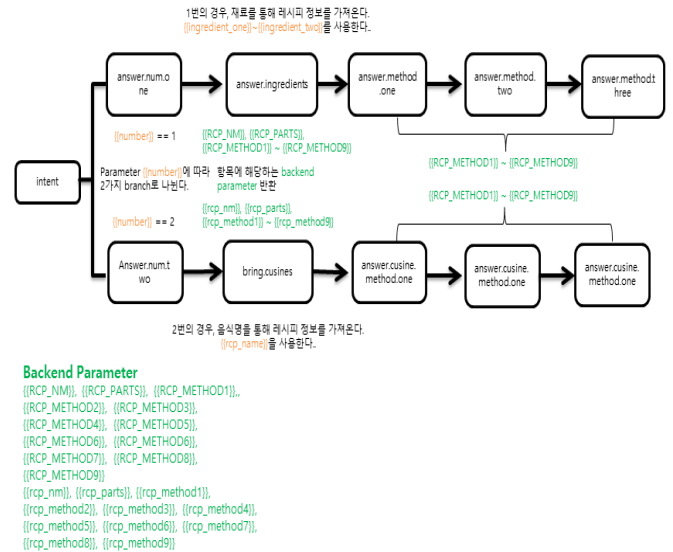 1번의 경우, 재료를 통해 레시피 정보를 가져온다.
{{ingredient_one}}~{{ingredient_two}}를 사용한다..
answer.num.o
ne
answer.ingredients
answer.method
.one
answer.method.
two
answer.method.t
hree
{{number}} == 1
{{RCP_NM}}, {{RCP_PARTS}},
{{RCP_METHOD1}} ~ {{RCP_METHOD9}}
{{RCP_METHOD1}} ~ {{RCP_METHOD9}}
intent
Parameter {{number}}에 따라
2가지 branch로 나뉜다.
항목에 해당하는 backend
parameter 반환
{{RCP_METHOD1}} ~ {{RCP_METHOD9}}
{{number}} == 2
{{rcp_nm}}, {{rcp_parts}},
{{rcp_method1}} ~ {{rcp_method9}}
Answer.num.t
wo
bring.cusines
answer.cusine.
method.one
answer.cusine.
method.one
answer.cusine.
method.one
2번의 경우, 음식명을 통해 레시피 정보를 가져온다.
{{rcp_name}}을 사용한다..
Backend Parameter
{{RCP_NM}}, {{RCP_PARTS}}, {{RCP_METHOD1}},,
{{RCP_METHOD2}}, {{RCP_METHOD3}},
{{RCP_METHOD4}}, {{RCP_METHOD5}},
{{RCP_METHOD6}}, {{RCP_METHOD6}},
{{RCP_METHOD7}}, {{RCP_METHOD8}},
{{RCP_METHOD9}}
{{rcp_nm}}, {{rcp_parts}}, {{rcp_method1}},
{{rcp_method2}}, {{rcp_method3}}, {{rcp_method4}},
{{rcp_method5}}, {{rcp_method6}}, {{rcp_method7}},
{{rcp_method8}}, {{rcp_method9}}